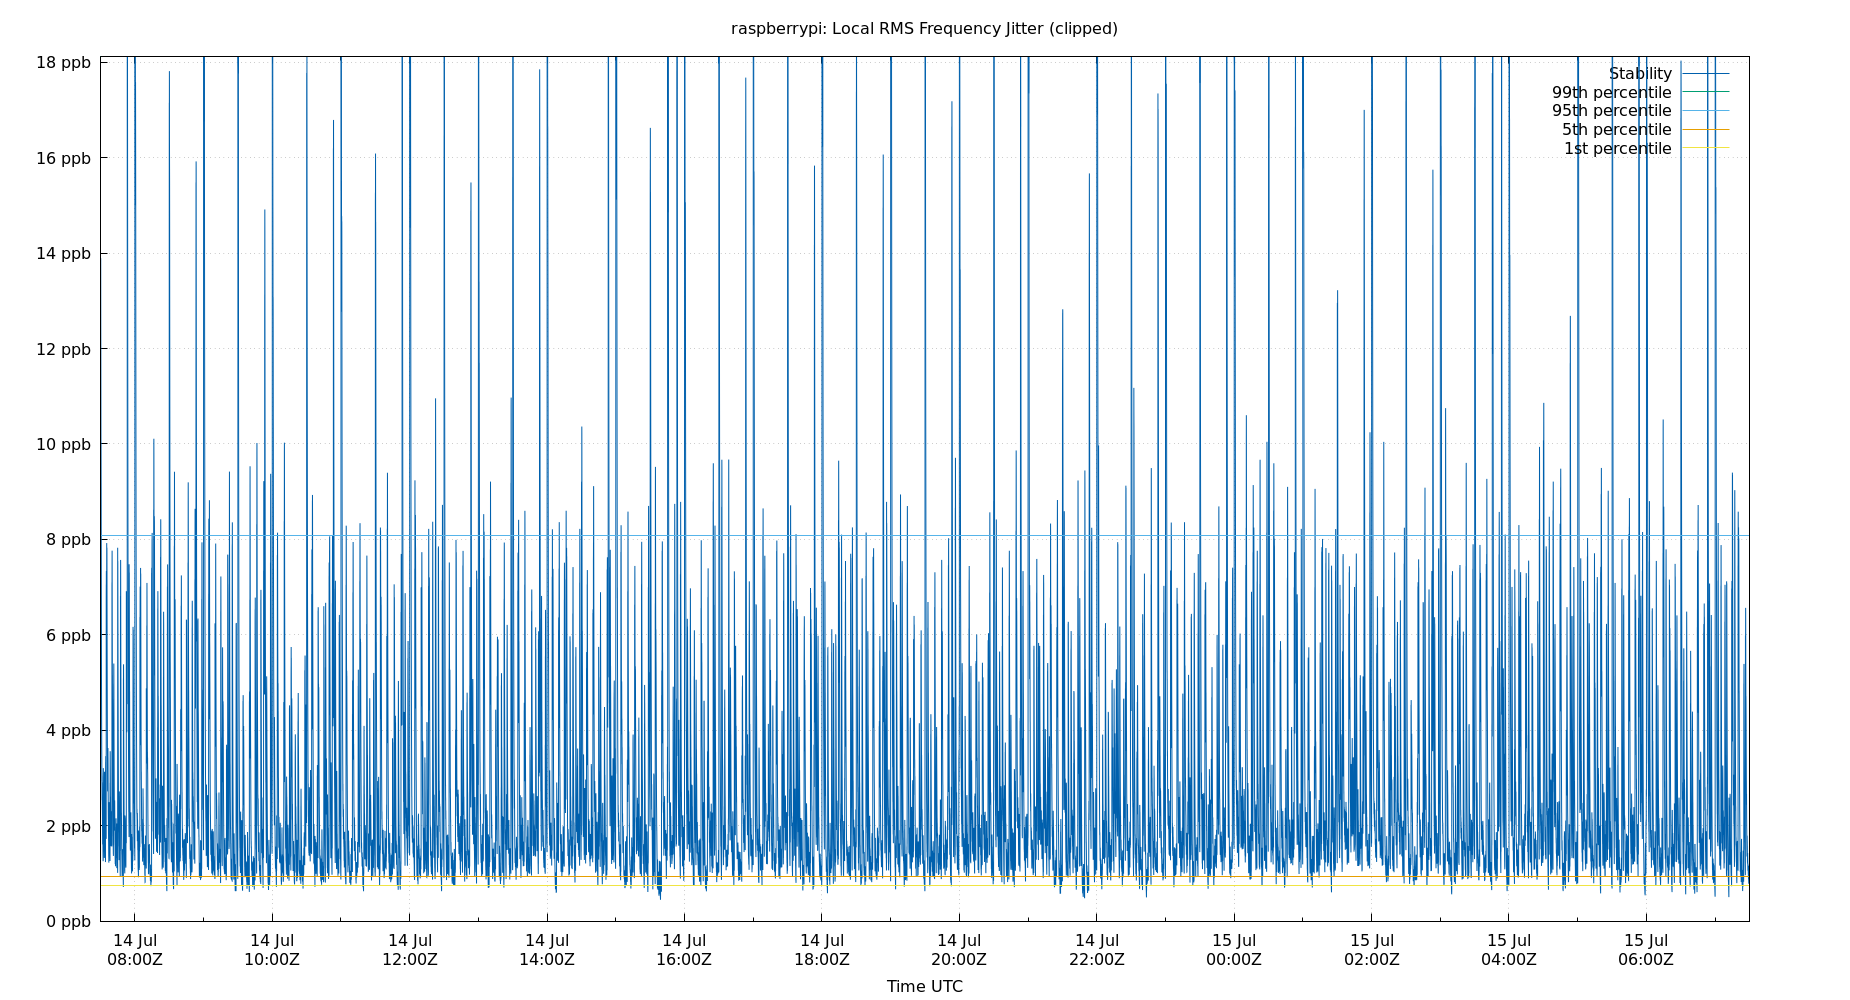 raspberrypi: Local RMS Frequency Jitter (clipped)
18 ppb
16 ppb
14 ppb
12 ppb
10 ppb
8 ppb
6 ppb
4 ppb
2 ppb
0 ppb
Stability
99th percentile
95th percentile
5th percentile
1st percentile
14 Jul 14 Jul 14 Jul 14 Jul 14 Jul 14 Jul 14 Jul 14 Jul 15 Jul 15 Jul 15 Jul 15 Jul
08:00Z 10:00Z 12:00Z 14:00Z 16:00Z 18:00Z 20:00Z 22:00Z 00:00Z 02:00Z 04:00Z 06:00Z
Time UTC